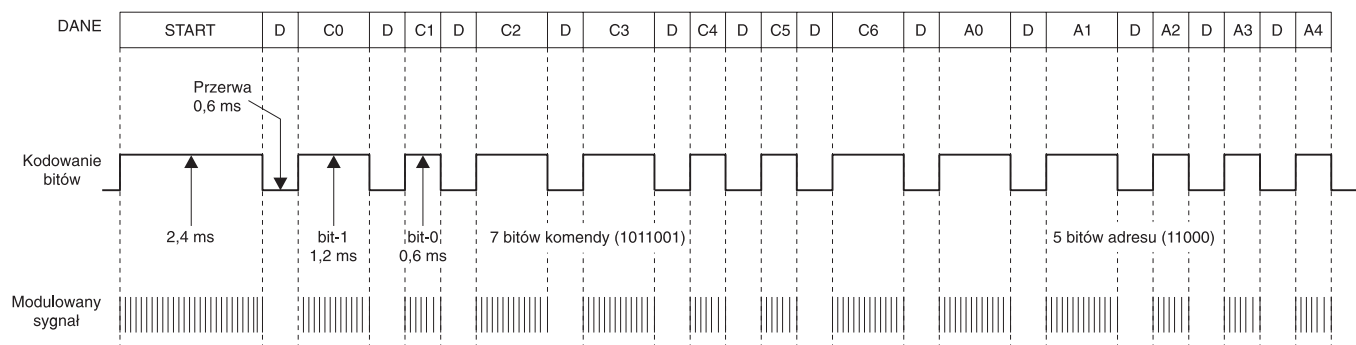 DANE START D C0 D C1 D C2 D C3 D C4 D C5 D C6 D A0 D A1 D A2 D A3 D A4
Przerwa
0,6 ms
Kodowanie
bitów
2,4 ms
bit-1
1,2 ms
bit-0
0,6 ms
7 bitów komendy (1011001)
5 bitów adresu (11000)
Modulowany
sygnał